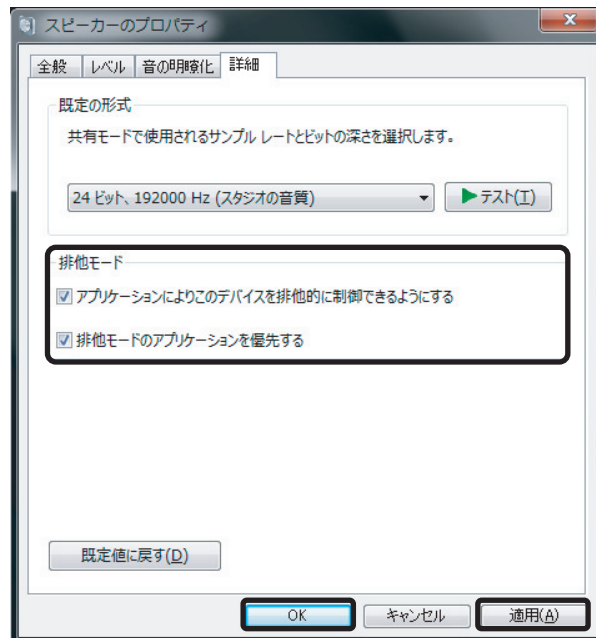 スピーカーのプロパティ
全般 レベル 音の明瞭化 詳細
既定の形式
共有モードで使用されるサンプル レートとビットの深さを選択します。
24 ビット、192000 Hz (スタジオの音質) テスト(T)
排他モード
アプリケーションによりこのデバイスを排他的に制御できるようにする
排他モードのアプリケーションを優先する
既定値に戻す(D)
OK キャンセル 適用(A)